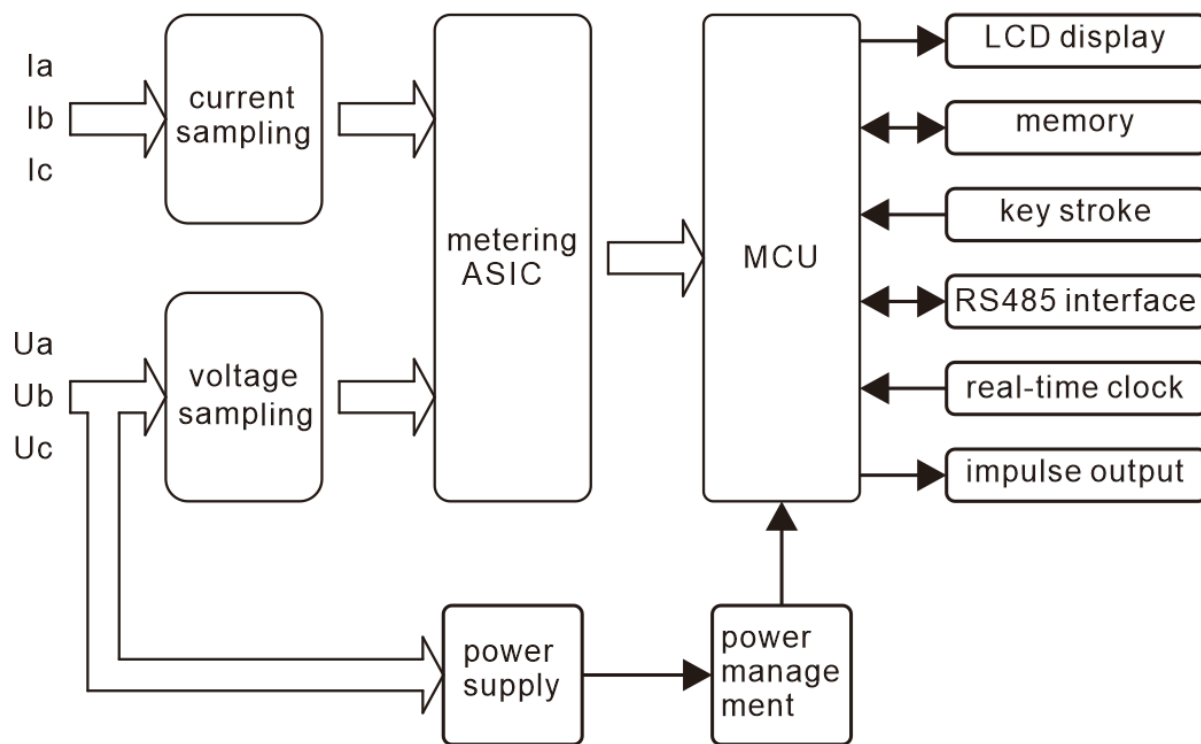 Ia
Ib
Ic
current
sampling
Ua
Ub
Uc
voltage
sampling
metering
ASIC
MCU
LCD display
memory
key stroke
RS485 interface
real-time clock
impulse output
power
supply
power
manage
ment